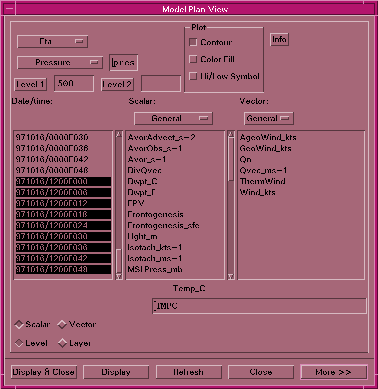 Model Plan View
Plot
Eta
Contour
Info
Pressure
pres
Color Fill
Level 1
500
Level 2
Hi/Low Symbol
Date/time:
Scalar:
Vector:
General
General
971016/0000F030
AvorAdvect_s-2
AgeoWind_kts
971016/0000F036
AvorObs_s-1
GeoWind_kts
971016/0000F042
Avor_s-1
Qn
971016/0000F048
DivQvec
Qvec_ms-1
971016/1200F000
Dwpt_C
ThermWind
971016/1200F006
Dwpt_F
Wind_kts
971016/1200F012
EPV
971016/1200F018
Frontogenesis
971016/1200F024
Frontogenesis_sfc
971016/1200F030
Hght_m
971016/1200F036
Isotach_kts-1
971016/1200F042
Isotach_ms-1
971016/1200F048
MSLPress_mb
Temp_C
TMPC
Scalar
Vector
Level
Layer
Display & Close
Display
Refresh
Close
More >>